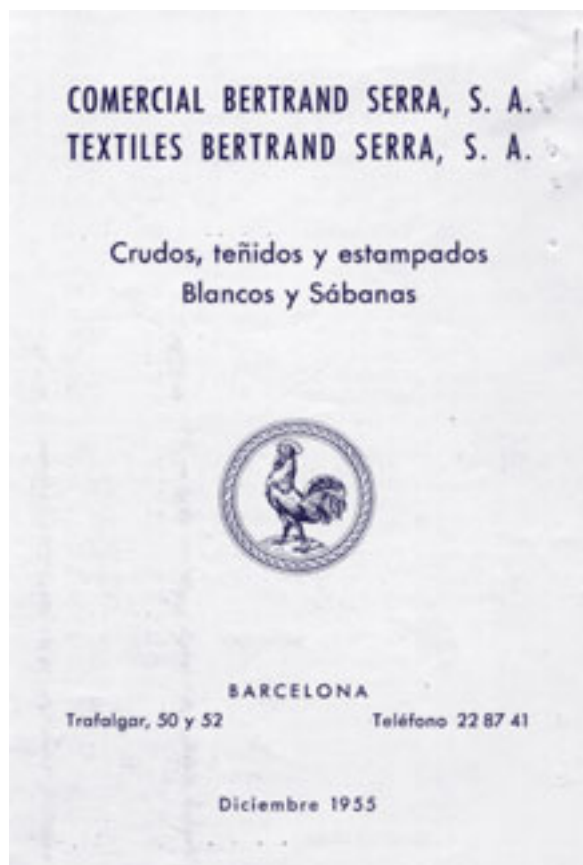 COMERCIAL BERTRAND SERRA, S. A.
TEXTILES BERTRAND SERRA, S. A.
Crudos, teñidos y estampados
Blancos y Sábanas
BARCELONA
Trafalgar, 50 y 52 Teléfono 22 87 41
Diciembre 1955